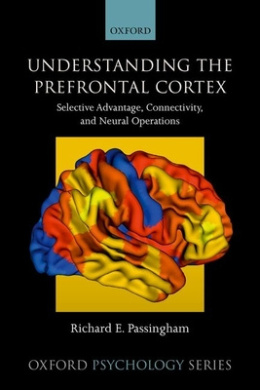 OXFORD
UNDERSTANDING THE
PREFRONTAL CORTEX
Selective Advantage, Connectivity,
and Neural Operations
Richard E. Passingham
OXFORD PSYCHOLOGY SERIES